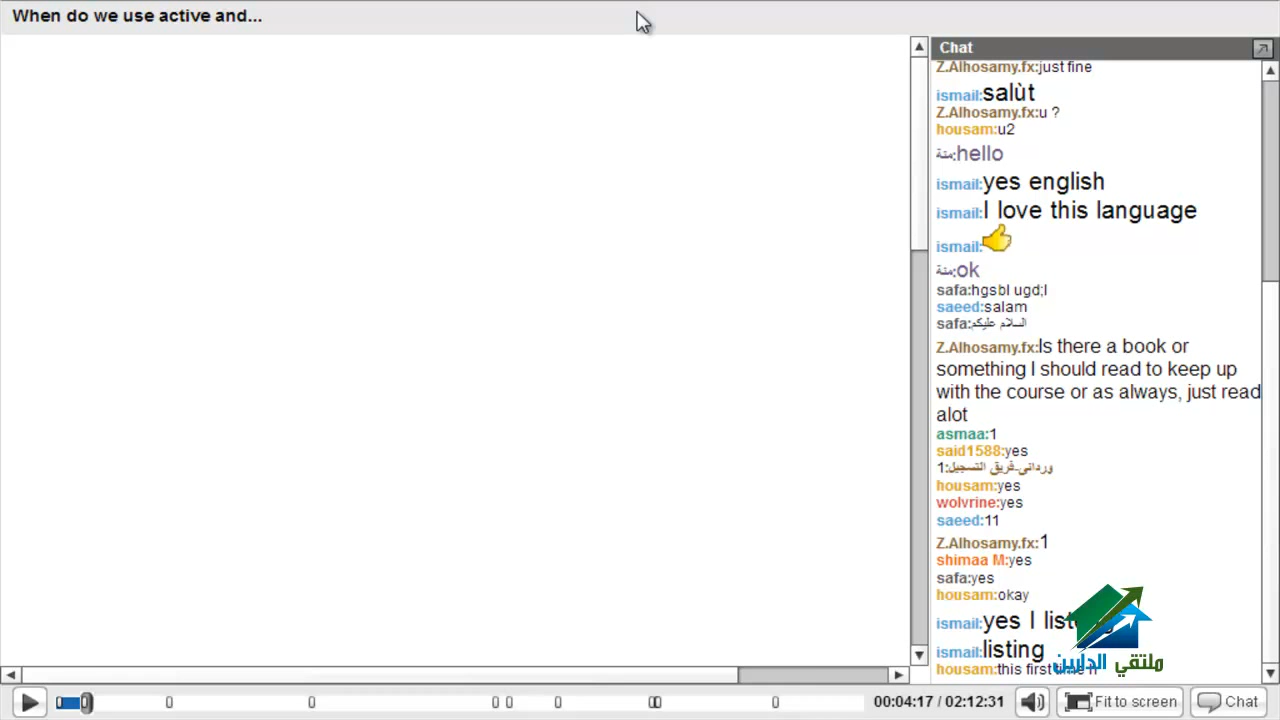 When do we use active and...
Chat
Z.Alhosamy.fx:just fine
ismail:salùt
Z.Alhosamy.fx:u ?
housam:u2
منة:hello
ismail:yes english
ismail:I love this language
ismail:
منة:ok
safa:hgsbl ugd;l
saeed:salam
safa:السلام عليكم
Z.Alhosamy.fx:Is there a book or
something I should read to keep up
with the course or as always, just read
alot
asmaa:1
said1588:yes
ورداني-فريق التسجيل:1
housam:yes
wolvrine:yes
saeed:11
Z.Alhosamy.fx:1
shimaa M:yes
safa:yes
housam:okay
ismail:yes I
ismail:listing
housam:this first
ملتقي الدارين
00:04:17 / 02:12:31
Fit to screen
Chat